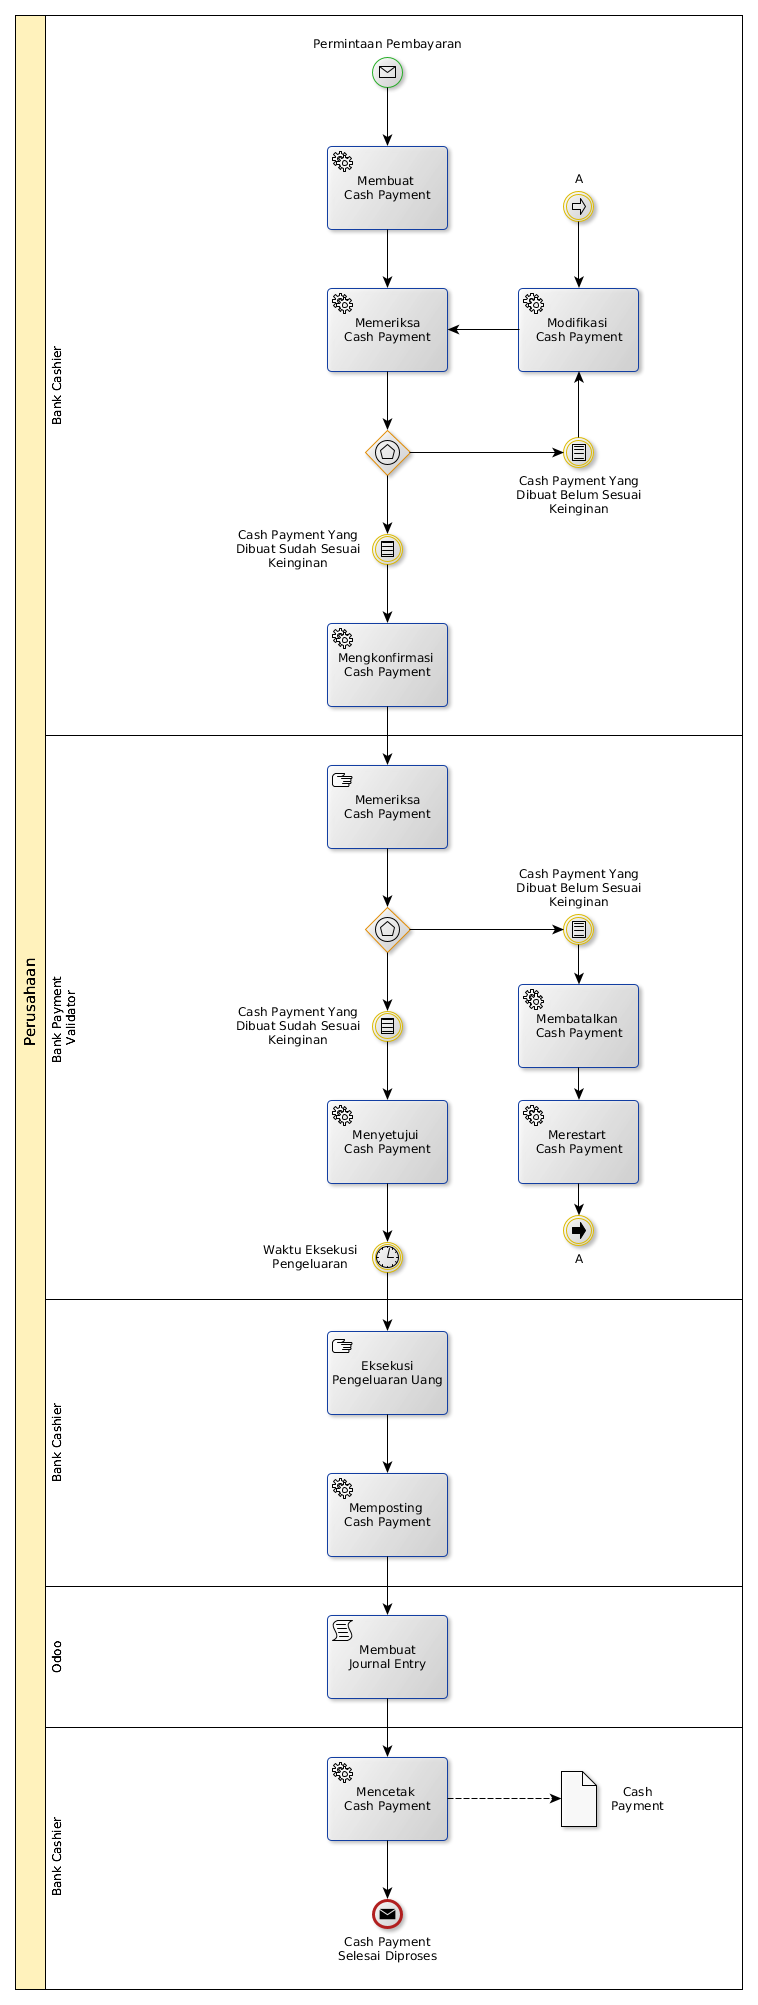 Perusahaan
Bank Cashier
Permintaan Pembayaran
Membuat
Cash Payment
A
Memeriksa
Cash Payment
Modifikasi
Cash Payment
Cash Payment Yang
Dibuat Belum Sesuai
Keinginan
Cash Payment Yang
Dibuat Sudah Sesuai
Keinginan
Mengkonfirmasi
Cash Payment
Bank Payment
Validator
Memeriksa
Cash Payment
Cash Payment Yang
Dibuat Belum Sesuai
Keinginan
Cash Payment Yang
Dibuat Sudah Sesuai
Keinginan
Membatalkan
Cash Payment
Menyetujui
Cash Payment
Merestart
Cash Payment
Waktu Eksekusi
Pengeluaran
A
Bank Cashier
Eksekusi
Pengeluaran Uang
Memposting
Cash Payment
Odoo
Membuat
Journal Entry
Bank Cashier
Mencetak
Cash Payment
Cash
Payment
Cash Payment
Selesai Diproses